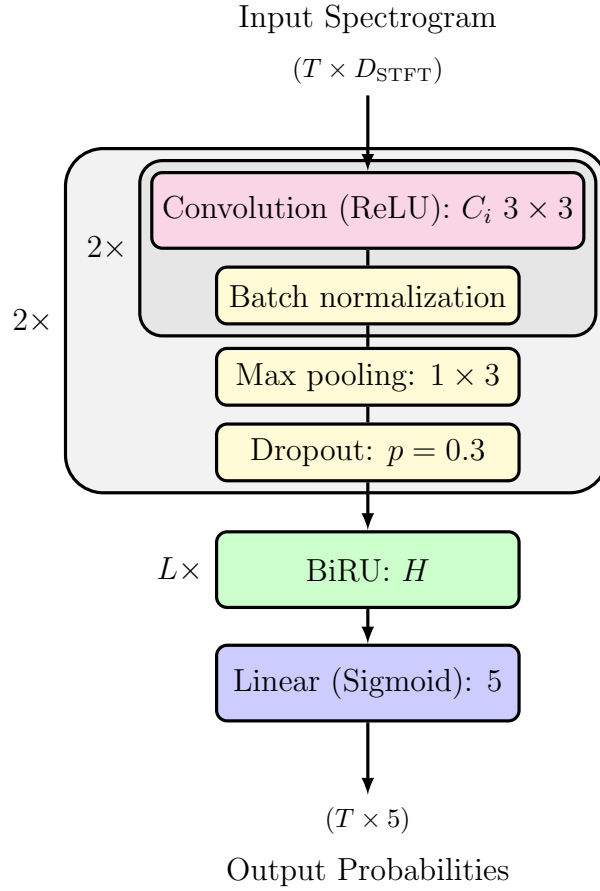 Input Spectrogram
(T × D_STFT)
Convolution (ReLU): C_i 3 × 3
2×
Batch normalization
2×
Max pooling: 1 × 3
Dropout: p = 0.3
L×
BiRU: H
Linear (Sigmoid): 5
(T × 5)
Output Probabilities